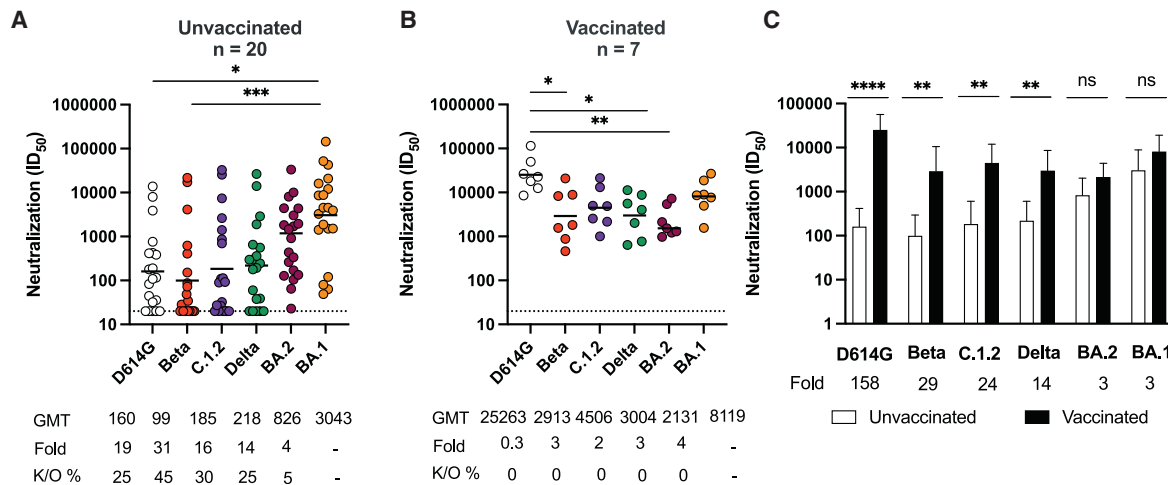 A
Unvaccinated
n = 20
*
***
Neutralization (ID50)
1000000
100000
10000
1000
100
10
D614G
Beta
C.1.2
Delta
BA.2
BA.1
GMT 160 99 185 218 826 3043
Fold 19 31 16 14 4 -
K/O % 25 45 30 25 5 -
B
Vaccinated
n = 7
*
*
**
Neutralization (ID50)
1000000
100000
10000
1000
100
10
D614G
Beta
C.1.2
Delta
BA.2
BA.1
GMT 25263 2913 4506 3004 2131 8119
Fold 0.3 3 2 3 4 -
K/O % 0 0 0 0 0 -
C
**** ** ** ** ns ns
Neutralization (ID50)
100000
10000
1000
100
10
1
D614G Beta C.1.2 Delta BA.2 BA.1
Fold 158 29 24 14 3 3
Unvaccinated Vaccinated